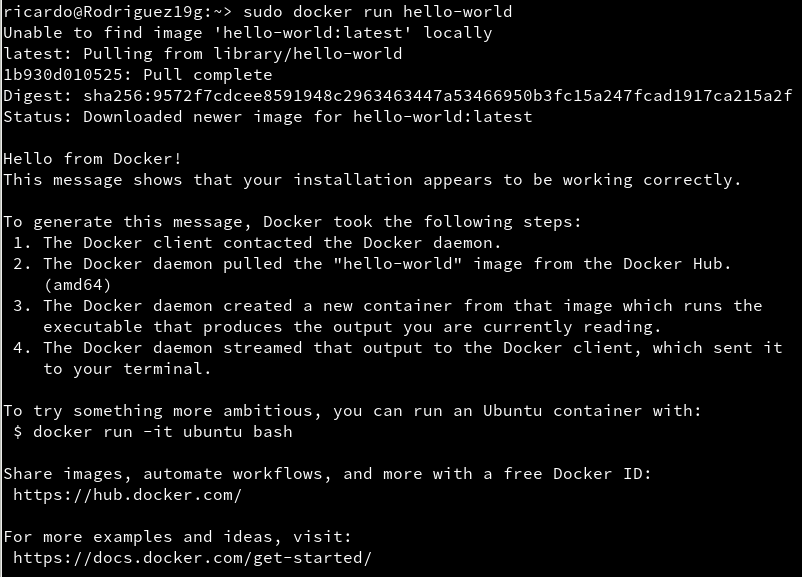 ricardo@Rodriguez19g:~> sudo docker run hello-world
Unable to find image 'hello-world:latest' locally
latest: Pulling from library/hello-world
1b930d010525: Pull complete
Digest: sha256:9572f7cdcee8591948c2963463447a53466950b3fc15a247fcad1917ca215a2f
Status: Downloaded newer image for hello-world:latest

Hello from Docker!
This message shows that your installation appears to be working correctly.

To generate this message, Docker took the following steps:
 1. The Docker client contacted the Docker daemon.
 2. The Docker daemon pulled the "hello-world" image from the Docker Hub.
    (amd64)
 3. The Docker daemon created a new container from that image which runs the
    executable that produces the output you are currently reading.
 4. The Docker daemon streamed that output to the Docker client, which sent it
    to your terminal.

To try something more ambitious, you can run an Ubuntu container with:
 $ docker run -it ubuntu bash

Share images, automate workflows, and more with a free Docker ID:
 https://hub.docker.com/

For more examples and ideas, visit:
 https://docs.docker.com/get-started/